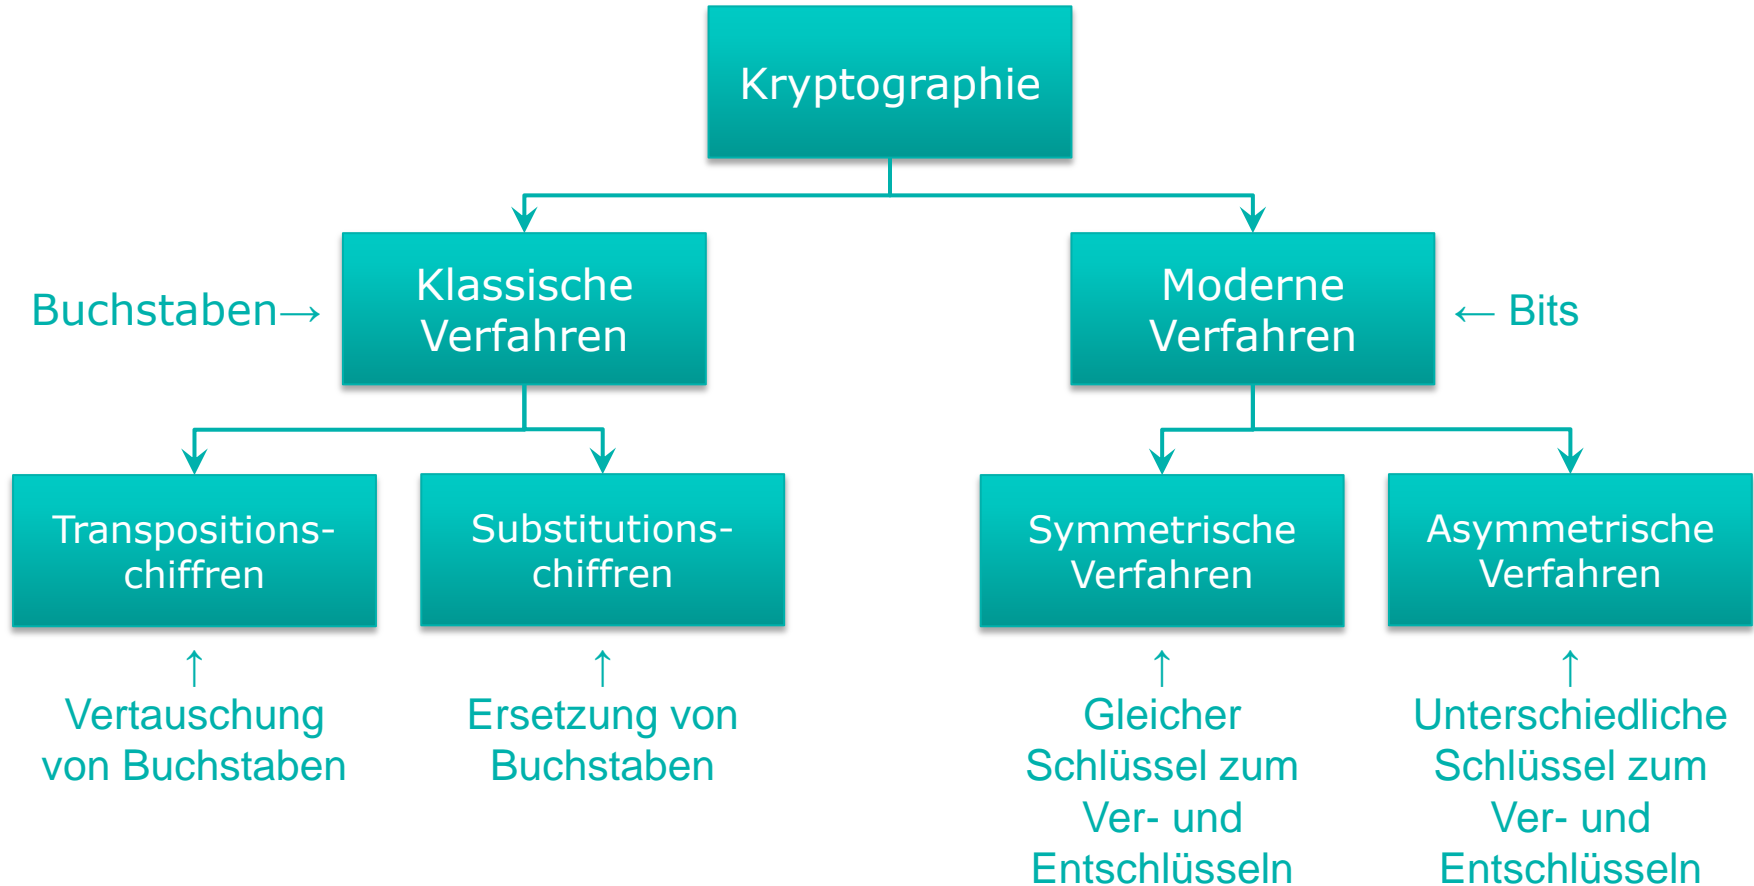 Kryptographie
Buchstaben→
Klassische
Verfahren
Moderne
Verfahren
← Bits
Transpositions-
chiffren
Substitutions-
chiffren
Symmetrische
Verfahren
Asymmetrische
Verfahren
↑
Vertauschung
von Buchstaben
↑
Ersetzung von
Buchstaben
↑
Gleicher
Schlüssel zum
Ver- und
Entschlüsseln
↑
Unterschiedliche
Schlüssel zum
Ver- und
Entschlüsseln